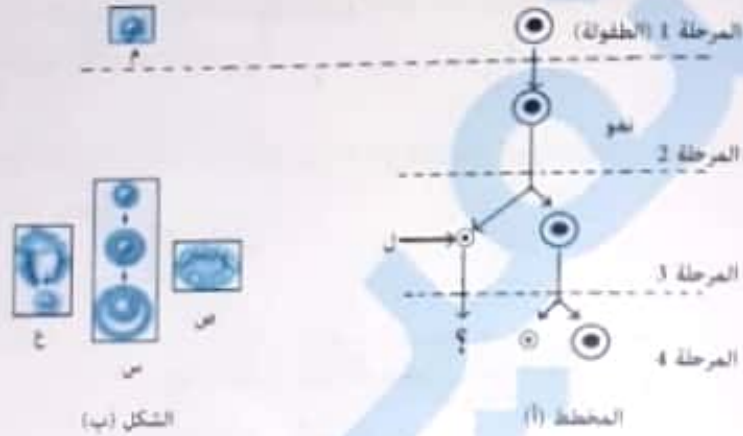 المرحلة 1 (الطفولة)
م
نمو
المرحلة 2
ل
المرحلة 3
ع
س
ص
؟
المرحلة 4
المخطط (أ)
الشكل (ب)